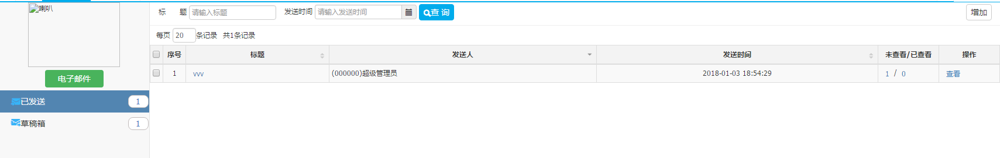 喇叭
电子邮件
已发送 1
草稿箱 1
标 题 请输入标题 发送时间 请输入发送时间 查 询 增加
每页 20 条记录 共1条记录
序号 标题 发送人 发送时间 未查看/已查看 操作
1 vvv (000000)超级管理员 2018-01-03 18:54:29 1 / 0 查看